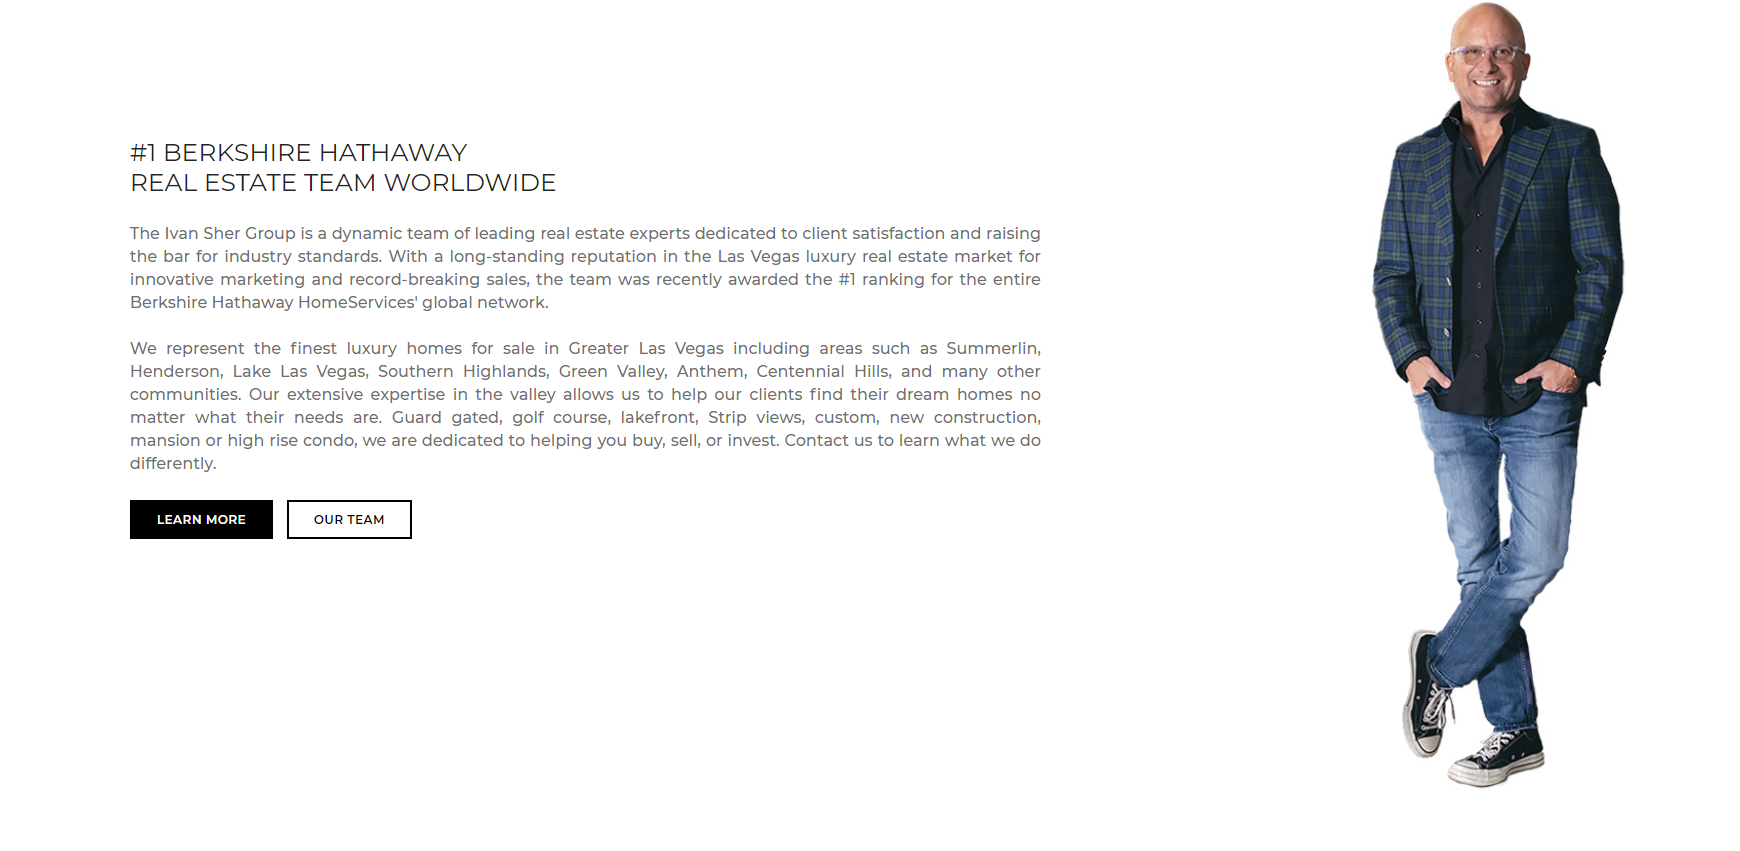 #1 BERKSHIRE HATHAWAY
REAL ESTATE TEAM WORLDWIDE
The Ivan Sher Group is a dynamic team of leading real estate experts dedicated to client satisfaction and raising
the bar for industry standards. With a long-standing reputation in the Las Vegas luxury real estate market for
innovative marketing and record-breaking sales, the team was recently awarded the #1 ranking for the entire
Berkshire Hathaway HomeServices' global network.
We represent the finest luxury homes for sale in Greater Las Vegas including areas such as Summerlin,
Henderson, Lake Las Vegas, Southern Highlands, Green Valley, Anthem, Centennial Hills, and many other
communities. Our extensive expertise in the valley allows us to help our clients find their dream homes no
matter what their needs are. Guard gated, golf course, lakefront, Strip views, custom, new construction,
mansion or high rise condo, we are dedicated to helping you buy, sell, or invest. Contact us to learn what we do
differently.
LEARN MORE
OUR TEAM